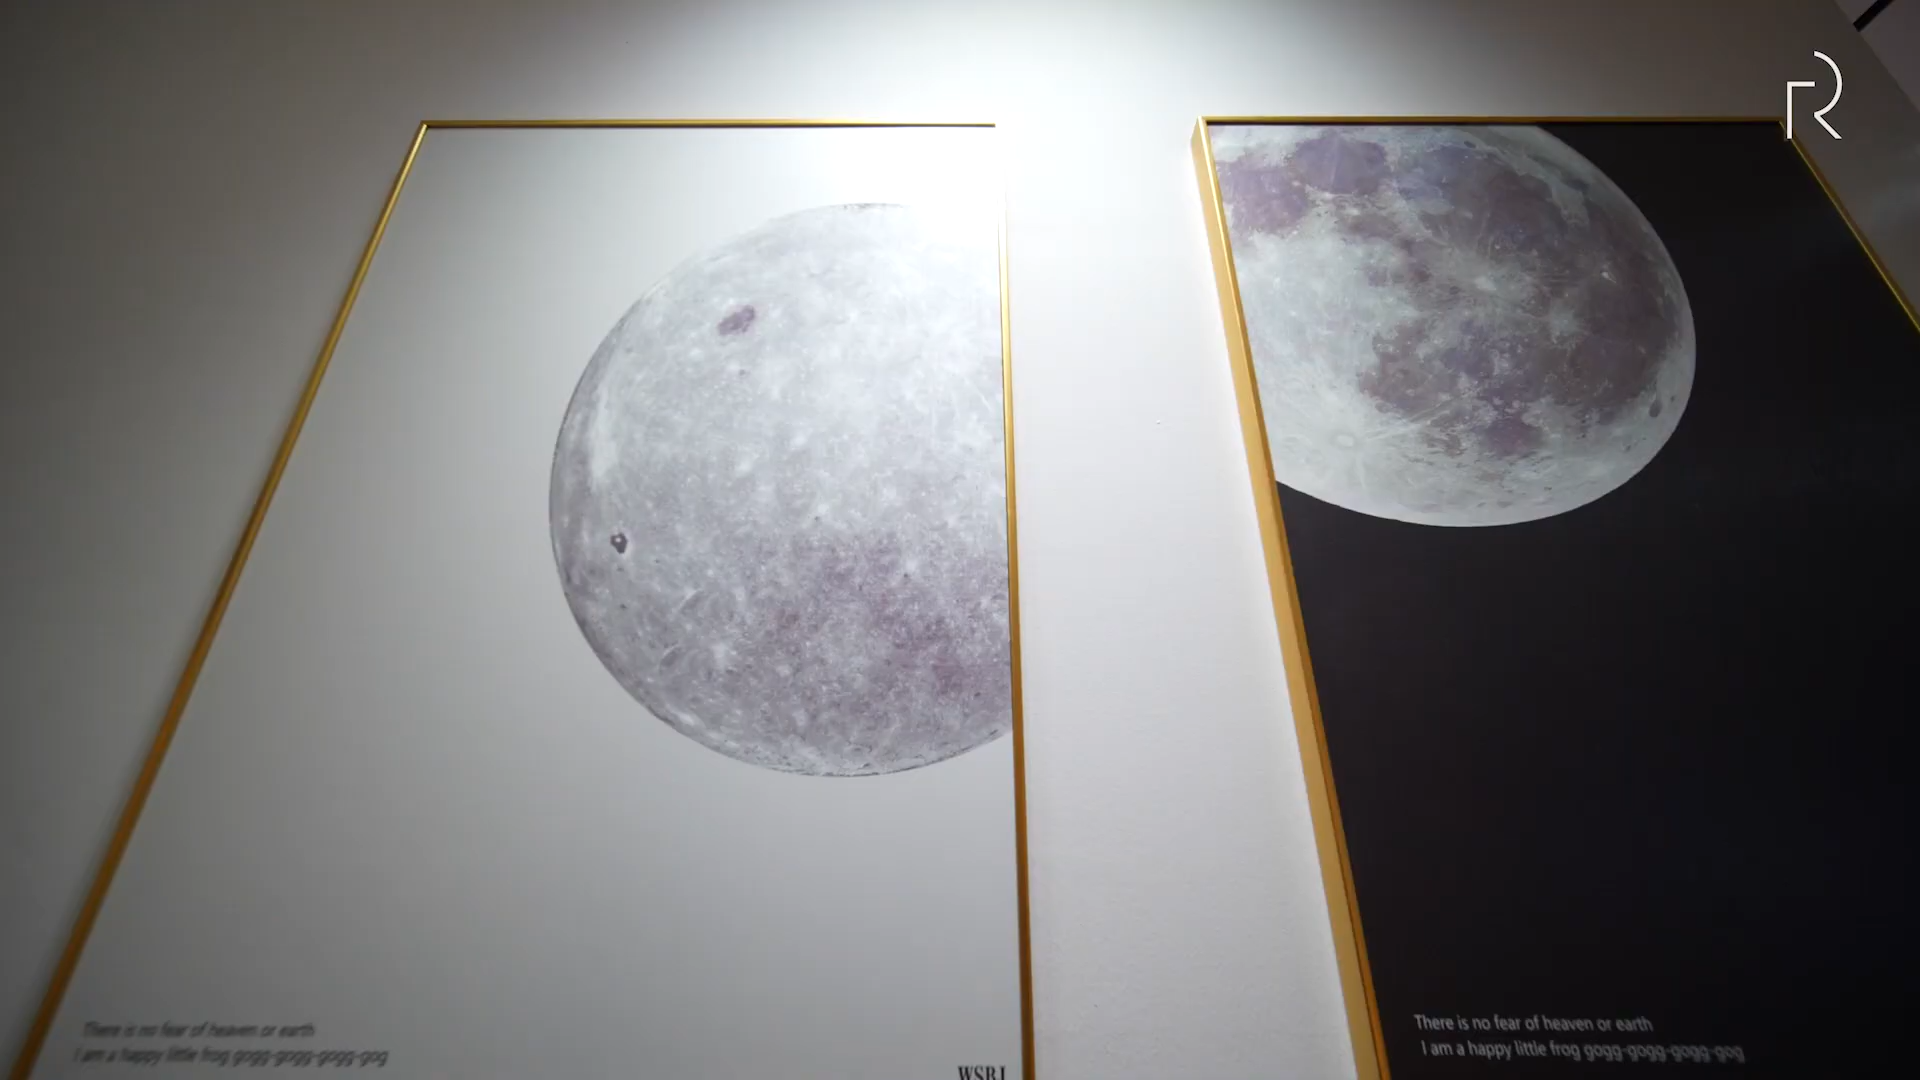 There is no fear of heaven or earth
I am a happy little frog gogg-gogg-gogg-gog
WSRI
There is no fear of heaven or earth
I am a happy little frog gogg-gogg-gogg-gog
R